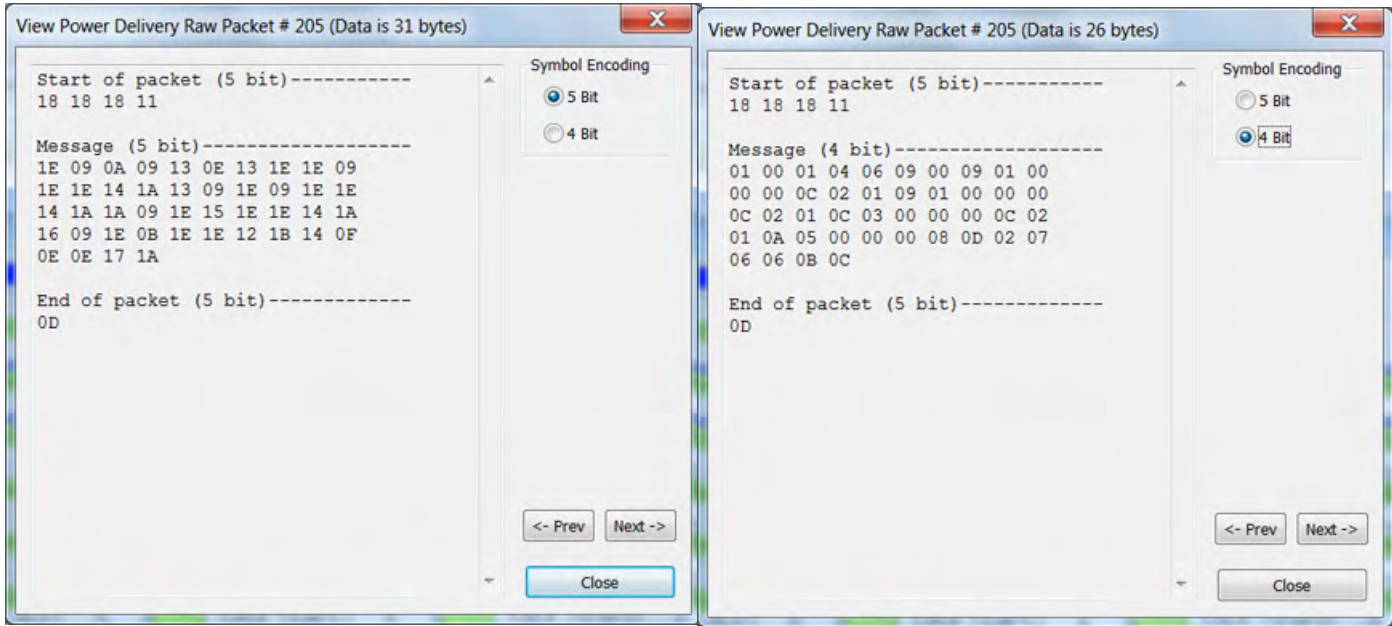 View Power Delivery Raw Packet # 205 (Data is 31 bytes)
Start of packet (5 bit)-----------
18 18 18 11
Message (5 bit)-------------------
1E 09 0A 09 13 0E 13 1E 1E 09
1E 1E 14 1A 13 09 1E 09 1E 1E
14 1A 1A 09 1E 15 1E 1E 14 1A
16 09 1E 0B 1E 1E 12 1B 14 0F
0E 0E 17 1A
End of packet (5 bit)-------------
0D
Symbol Encoding
5 Bit
4 Bit
<- Prev
Next ->
Close
View Power Delivery Raw Packet # 205 (Data is 26 bytes)
Start of packet (5 bit)-----------
18 18 18 11
Message (4 bit)-------------------
01 00 01 04 06 09 00 09 01 00
00 00 0C 02 01 09 01 00 00 00
0C 02 01 0C 03 00 00 00 0C 02
01 0A 05 00 00 00 08 0D 02 07
06 06 0B 0C
End of packet (5 bit)-------------
0D
Symbol Encoding
5 Bit
4 Bit
<- Prev
Next ->
Close